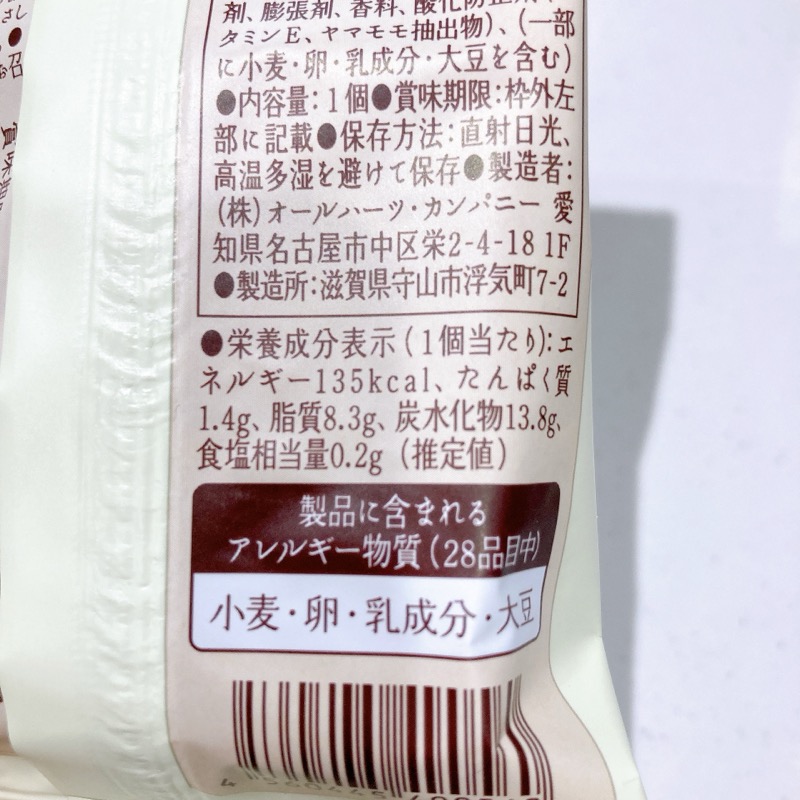 剤、膨張剤、香料、酸化防止剤(
タミンE、ヤマモモ抽出物)、(一部
に小麦・卵・乳成分・大豆を含む)
●内容量:1個●賞味期限:枠外左
部に記載●保存方法:直射日光、
高温多湿を避けて保存●製造者:
(株)オールハーツ・カンパニー 愛
知県名古屋市中区栄2-4-18 1F
●製造所:滋賀県守山市浮気町7-2
●栄養成分表示(1個当たり):エ
ネルギー135kcal、たんぱく質
1.4g、脂質8.3g、炭水化物13.8g、
食塩相当量0.2g(推定値)
製品に含まれる
アレルギー物質(28品目中)
小麦・卵・乳成分・大豆